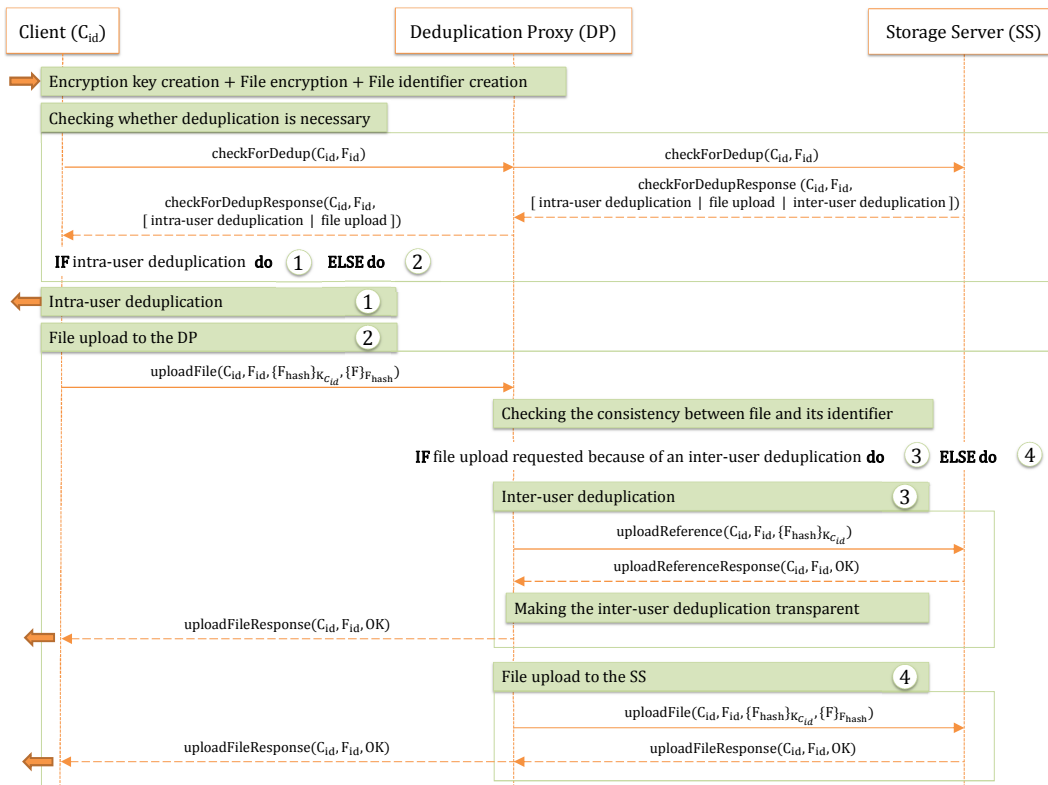 Client (C_id)
Deduplication Proxy (DP)
Storage Server (SS)
Encryption key creation + File encryption + File identifier creation
Checking whether deduplication is necessary
checkForDedup(C_id, F_id)
checkForDedup(C_id, F_id)
checkForDedupResponse (C_id, F_id,
[ intra-user deduplication | file upload | inter-user deduplication ])
checkForDedupResponse(C_id, F_id,
[ intra-user deduplication | file upload ])
IF intra-user deduplication do 1 ELSE do 2
Intra-user deduplication 1
File upload to the DP 2
uploadFile(C_id, F_id, {F_hash}_K_C_id, {F}_F_hash)
Checking the consistency between file and its identifier
IF file upload requested because of an inter-user deduplication do 3 ELSE do 4
Inter-user deduplication 3
uploadReference(C_id, F_id, {F_hash}_K_C_id)
uploadReferenceResponse(C_id, F_id, OK)
Making the inter-user deduplication transparent
uploadFileResponse(C_id, F_id, OK)
File upload to the SS 4
uploadFile(C_id, F_id, {F_hash}_K_C_id, {F}_F_hash)
uploadFileResponse(C_id, F_id, OK)
uploadFileResponse(C_id, F_id, OK)